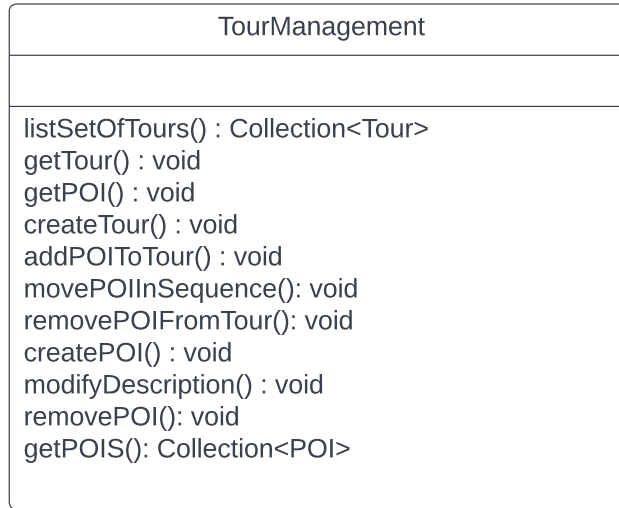 TourManagement
listSetOfTours() : Collection<Tour>
getTour() : void
getPOI() : void
createTour() : void
addPOIToTour() : void
movePOIInSequence(): void
removePOIFromTour(): void
createPOI() : void
modifyDescription() : void
removePOI(): void
getPOIS(): Collection<POI>